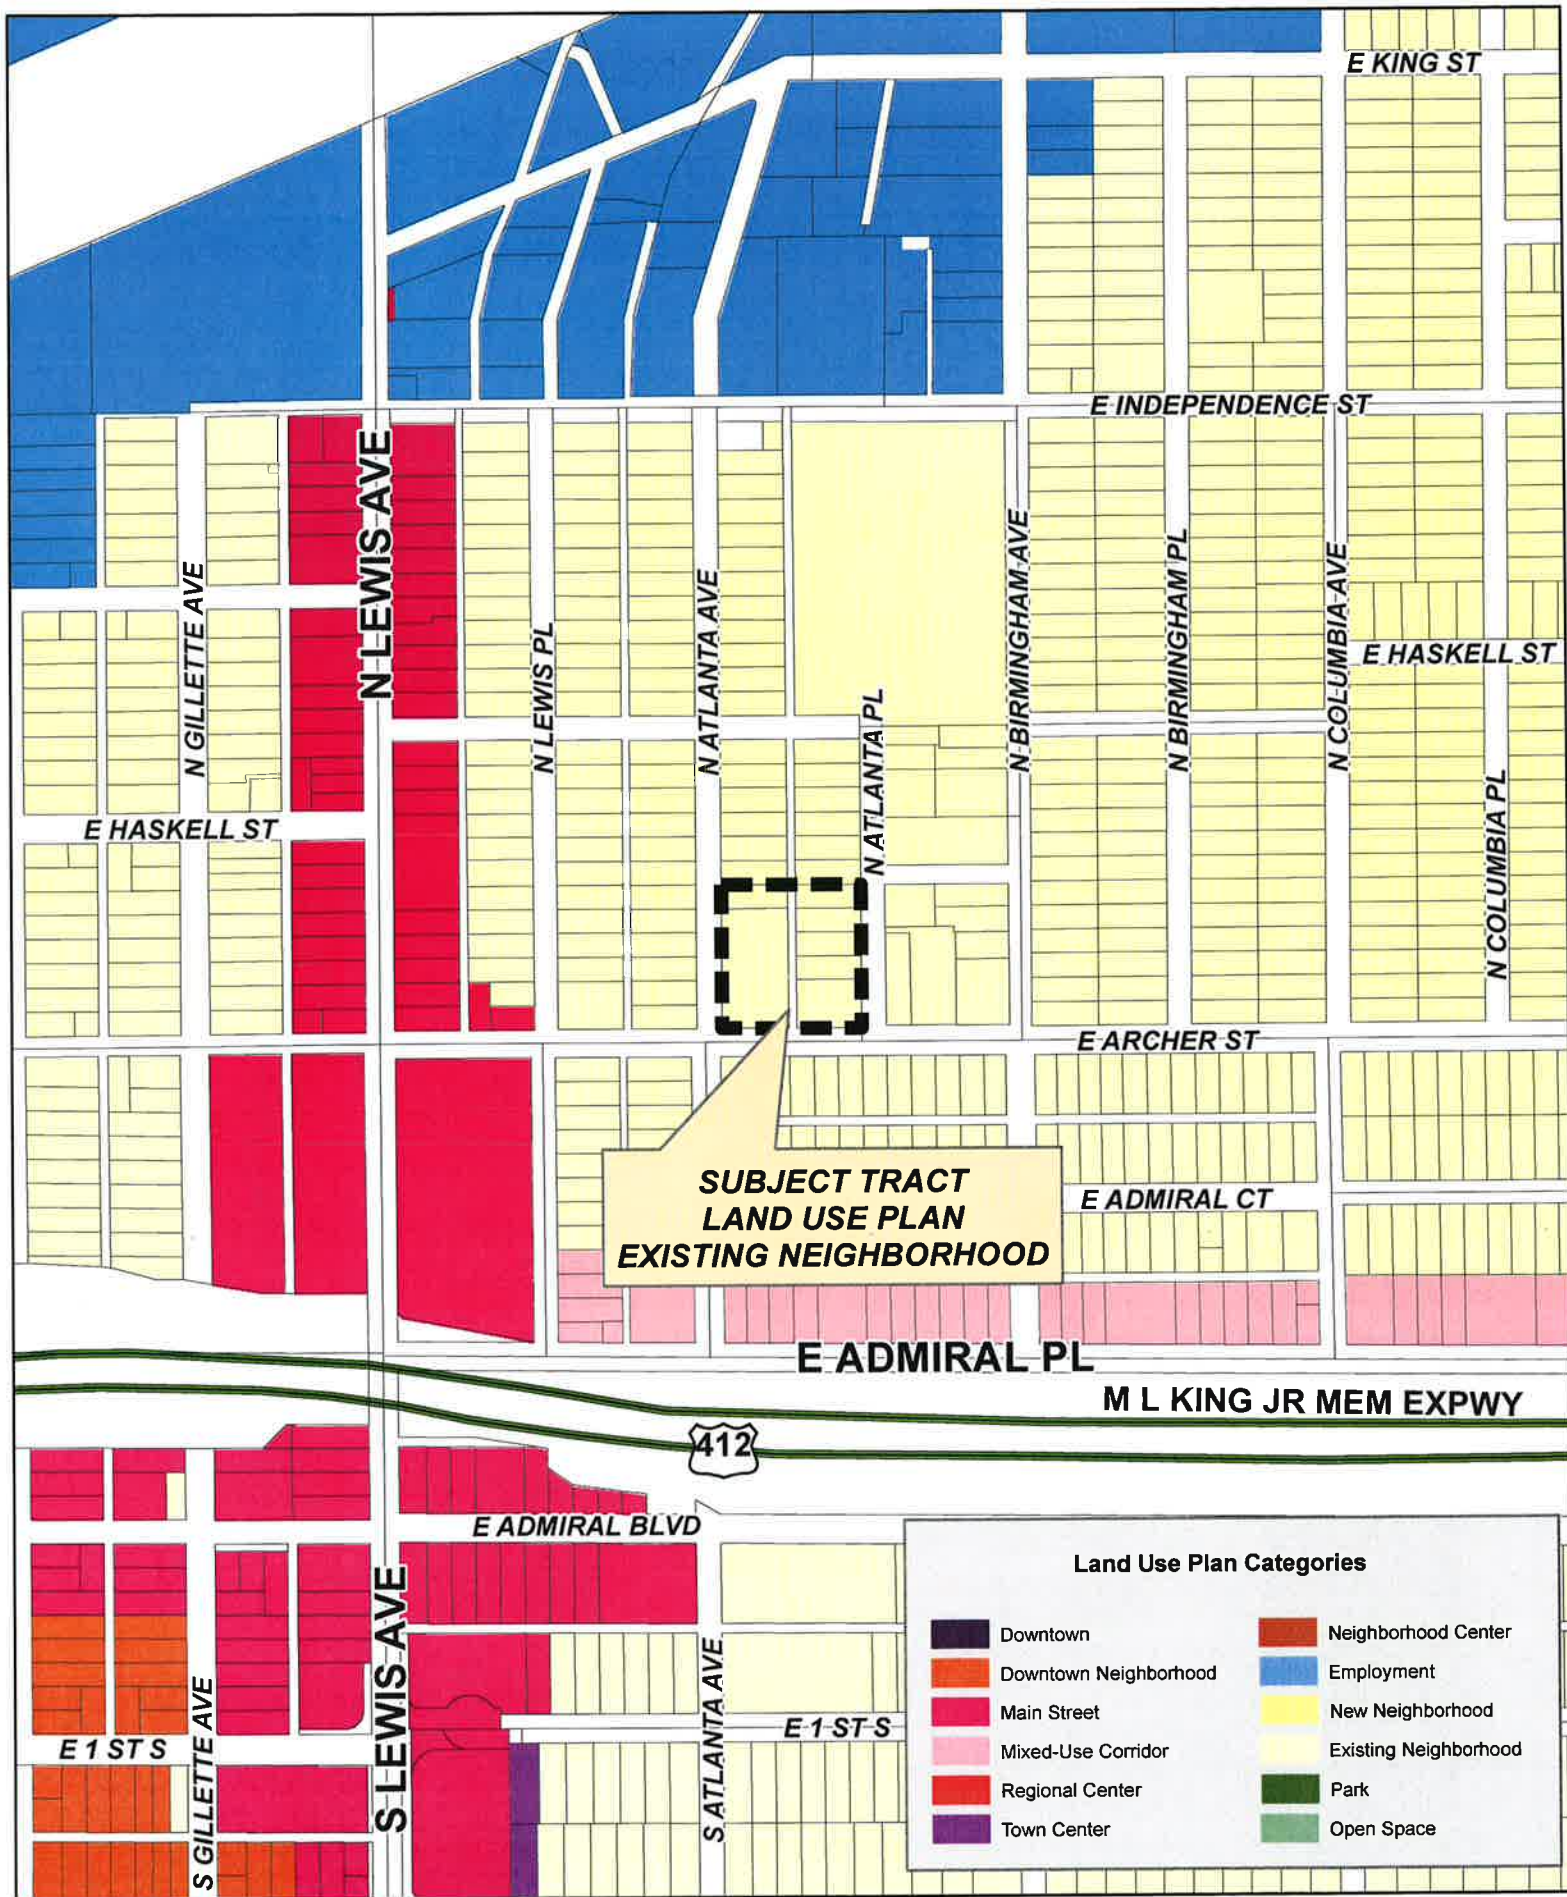 E KING ST
E INDEPENDENCE ST
N LEWIS AVE
N GILLETTE AVE
N LEWIS PL
N ATLANTA AVE
N ATLANTA PL
N BIRMINGHAM AVE
N BIRMINGHAM PL
N COLUMBIA AVE
E HASKELL ST
N COLUMBIA PL
E HASKELL ST
E ARCHER ST
SUBJECT TRACT
LAND USE PLAN
EXISTING NEIGHBORHOOD
E ADMIRAL CT
E ADMIRAL PL
M L KING JR MEM EXPWY
412
E ADMIRAL BLVD
S LEWIS AVE
S GILLETTE AVE
S ATLANTA AVE
E 1 ST S
E 1 ST S
Land Use Plan Categories
Downtown
Downtown Neighborhood
Main Street
Mixed-Use Corridor
Regional Center
Town Center
Neighborhood Center
Employment
New Neighborhood
Existing Neighborhood
Park
Open Space